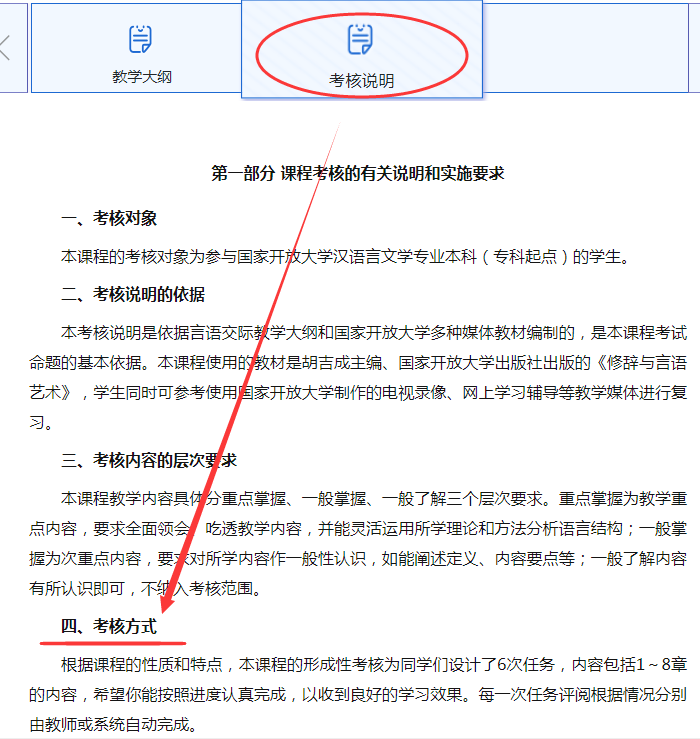 教学大纲
考核说明
第一部分 课程考核的有关说明和实施要求
一、考核对象
本课程的考核对象为参与国家开放大学汉语言文学专业本科（专科起点）的学生。
二、考核说明的依据
本考核说明是依据言语交际教学大纲和国家开放大学多种媒体教材编制的，是本课程考试
命题的基本依据。本课程使用的教材是胡吉成主编、国家开放大学出版社出版的《修辞与言语
艺术》，学生同时可参考使用国家开放大学制作的电视录像、网上学习辅导等教学媒体进行复
习。
三、考核内容的层次要求
本课程教学内容具体分重点掌握、一般掌握、一般了解三个层次要求。重点掌握为教学重
点内容，要求全面领会、吃透教学内容，并能灵活运用所学理论和方法分析语言结构；一般掌
握为次重点内容，要求对所学内容作一般性认识，如能阐述定义、内容要点等；一般了解内容
有所认识即可，不纳入考核范围。
四、考核方式
根据课程的性质和特点，本课程的形成性考核为同学们设计了6次任务，内容包括1～8章
的内容，希望你能按照进度认真完成，以收到良好的学习效果。每一次任务评阅根据情况分别
由教师或系统自动完成。